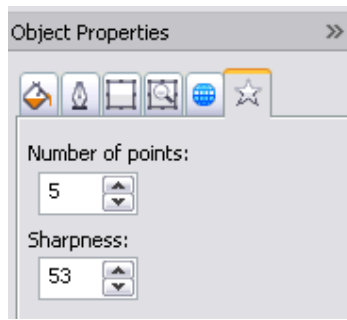 Object Properties
Number of points:
5
Sharpness:
53